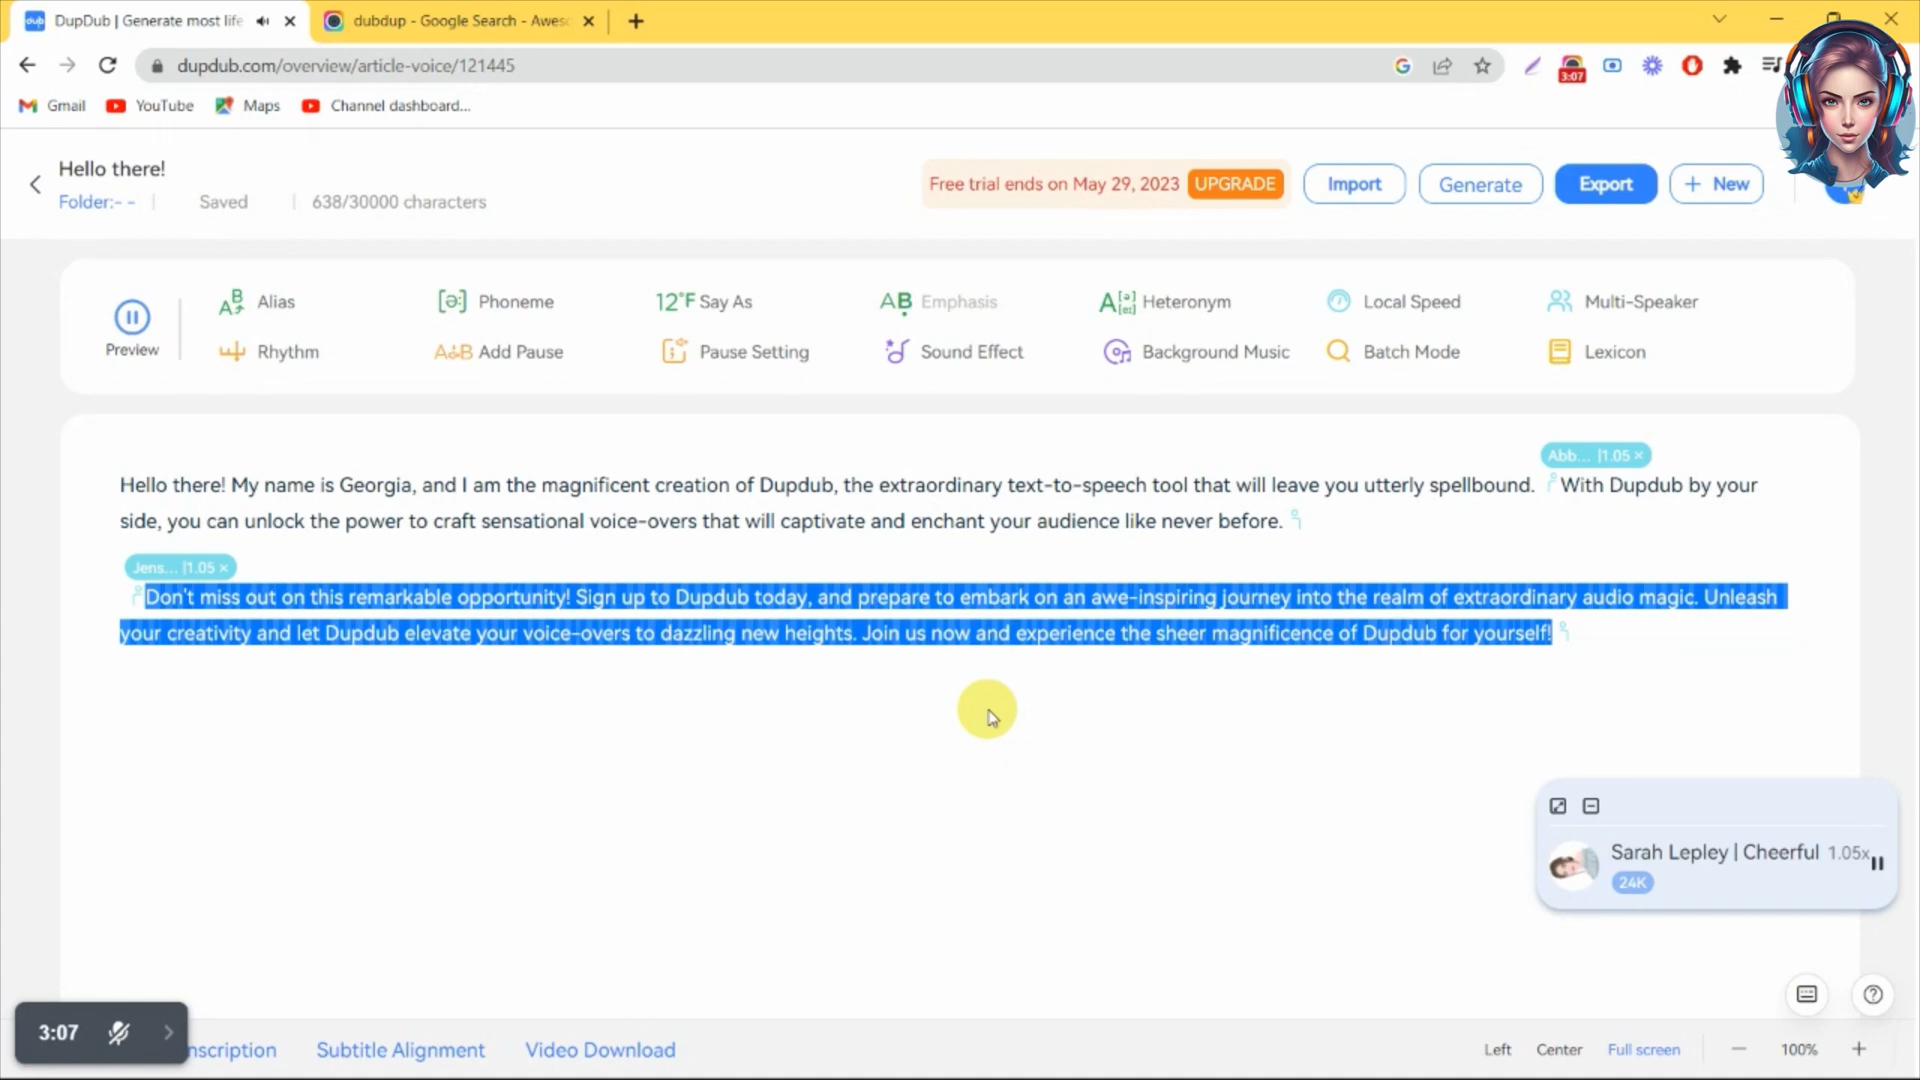 DupDub | Generate most life
dubdup - Google Search - Awes
dupdub.com/overview/article-voice/121445
3:07
Gmail
YouTube
Maps
Channel dashboard...
Hello there!
Folder:- -
Saved
638/30000 characters
Free trial ends on May 29, 2023
UPGRADE
Import
Generate
Export
+ New
Preview
Alias
Phoneme
12°F Say As
Emphasis
Heteronym
Local Speed
Multi-Speaker
Rhythm
Add Pause
Pause Setting
Sound Effect
Background Music
Batch Mode
Lexicon
Abb... |1.05 ×
Hello there! My name is Georgia, and I am the magnificent creation of Dupdub, the extraordinary text-to-speech tool that will leave you utterly spellbound. With Dupdub by your
side, you can unlock the power to craft sensational voice-overs that will captivate and enchant your audience like never before.
Jens... |1.05 ×
Don't miss out on this remarkable opportunity! Sign up to Dupdub today, and prepare to embark on an awe-inspiring journey into the realm of extraordinary audio magic. Unleash
your creativity and let Dupdub elevate your voice-overs to dazzling new heights. Join us now and experience the sheer magnificence of Dupdub for yourself!
Sarah Lepley | Cheerful 1.05x
24K
3:07
nscription
Subtitle Alignment
Video Download
Left
Center
Full screen
100%